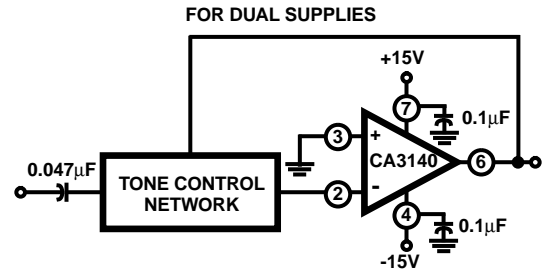 FOR DUAL SUPPLIES
+15V
7
0.1μF
3
+
CA3140
6
0.047μF
TONE CONTROL
NETWORK
2
-
4
0.1μF
-15V